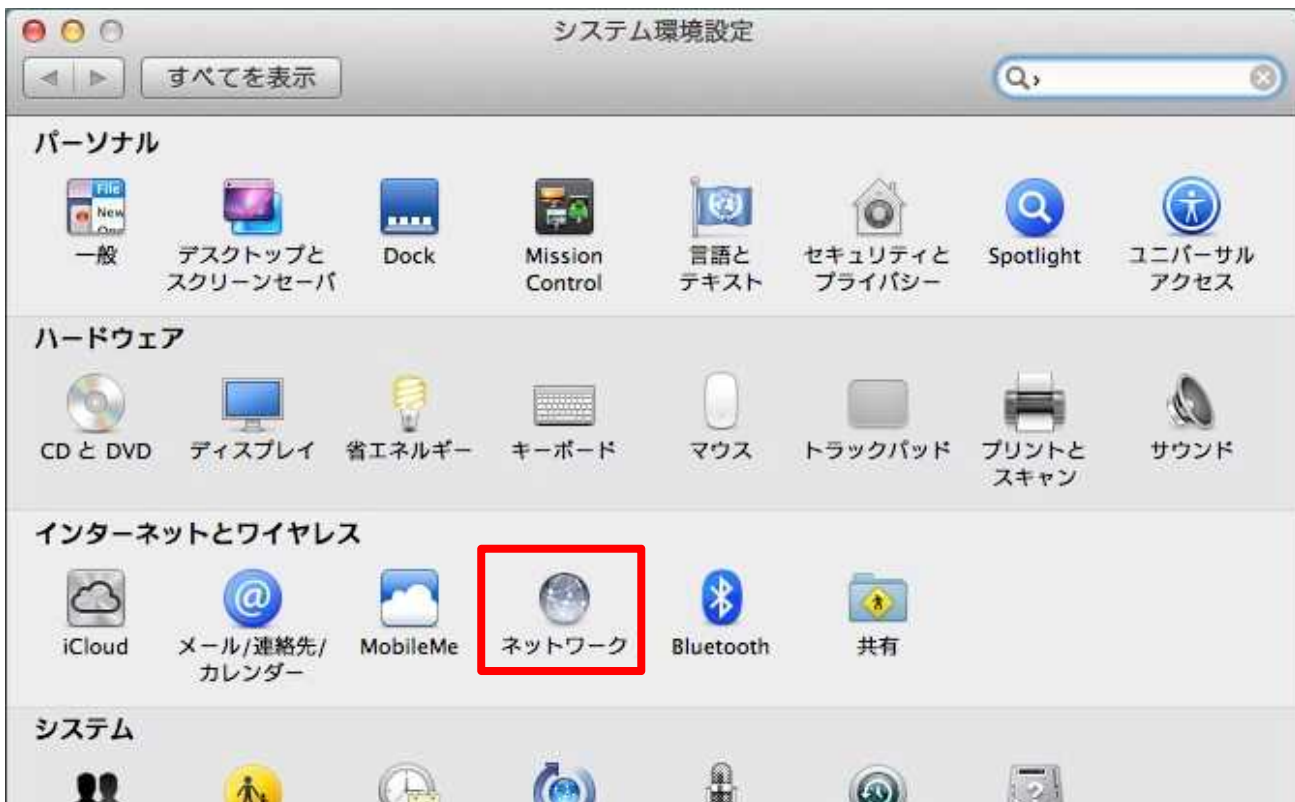 システム環境設定
すべてを表示
›
パーソナル
File
New
一般
デスクトップと
スクリーンセーバ
Dock
Mission
Control
言語と
テキスト
セキュリティと
プライバシー
Spotlight
ユニバーサル
アクセス
ハードウェア
CD と DVD
ディスプレイ
省エネルギー
キーボード
マウス
トラックパッド
プリントと
スキャン
サウンド
インターネットとワイヤレス
iCloud
@
メール/連絡先/
カレンダー
MobileMe
ネットワーク
Bluetooth
共有
システム
?